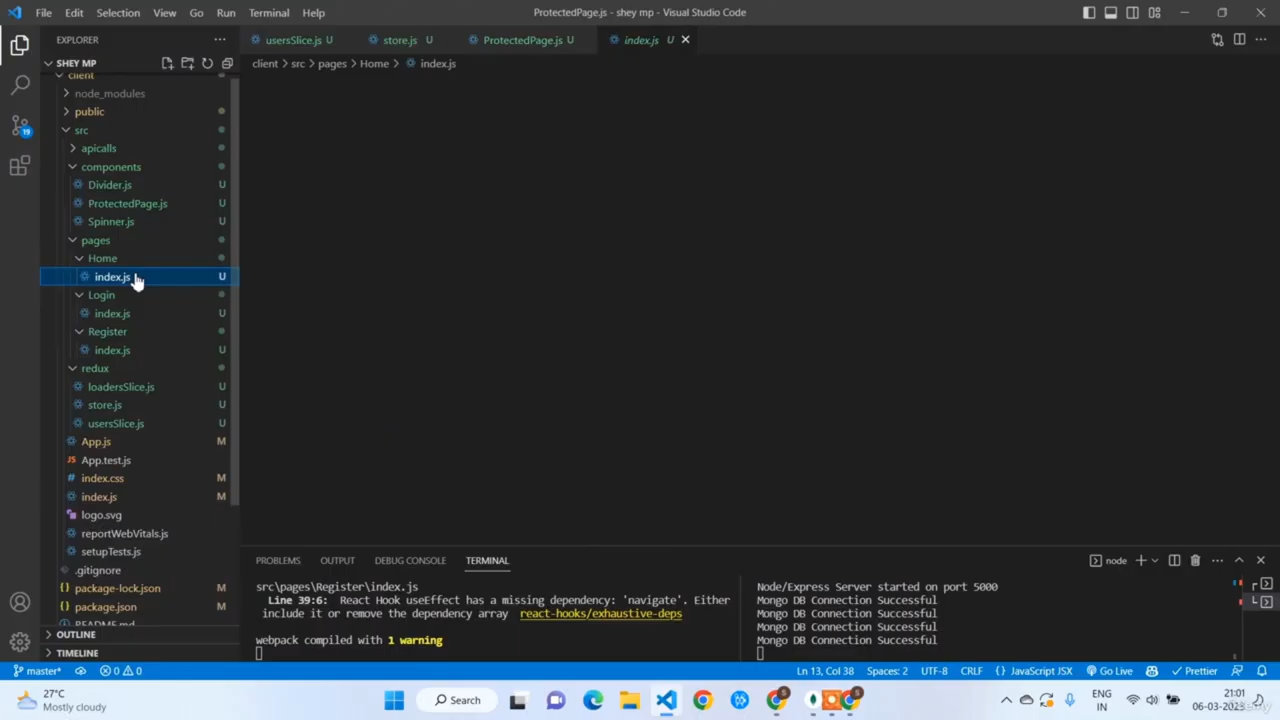 File Edit Selection View Go Run Terminal Help
ProtectedPage.js - shey mp - Visual Studio Code
EXPLORER
usersSlice.js U
store.js U
ProtectedPage.js U
index.js U
SHEY MP
client > src > pages > Home > index.js
client
node_modules
public
src
apicalls
components
Divider.js U
ProtectedPage.js U
Spinner.js U
pages
Home
index.js U
Login
index.js U
Register
index.js U
redux
loadersSlice.js U
store.js U
usersSlice.js U
App.js M
App.test.js
index.css M
index.js M
logo.svg
reportWebVitals.js
setupTests.js
.gitignore
package-lock.json M
package.json M
README.md
OUTLINE
TIMELINE
19
PROBLEMS OUTPUT DEBUG CONSOLE TERMINAL
node
src\pages\Register\index.js
Line 39:6: React Hook useEffect has a missing dependency: 'navigate'. Either
include it or remove the dependency array react-hooks/exhaustive-deps
webpack compiled with 1 warning
Node/Express Server started on port 5000
Mongo DB Connection Successful
Mongo DB Connection Successful
Mongo DB Connection Successful
Mongo DB Connection Successful
master* 0 0
Ln 13, Col 38 Spaces: 2 UTF-8 CRLF { } JavaScript JSX Go Live Prettier
27°C
Mostly cloudy
Search
ENG
IN
21:01
06-03-2023